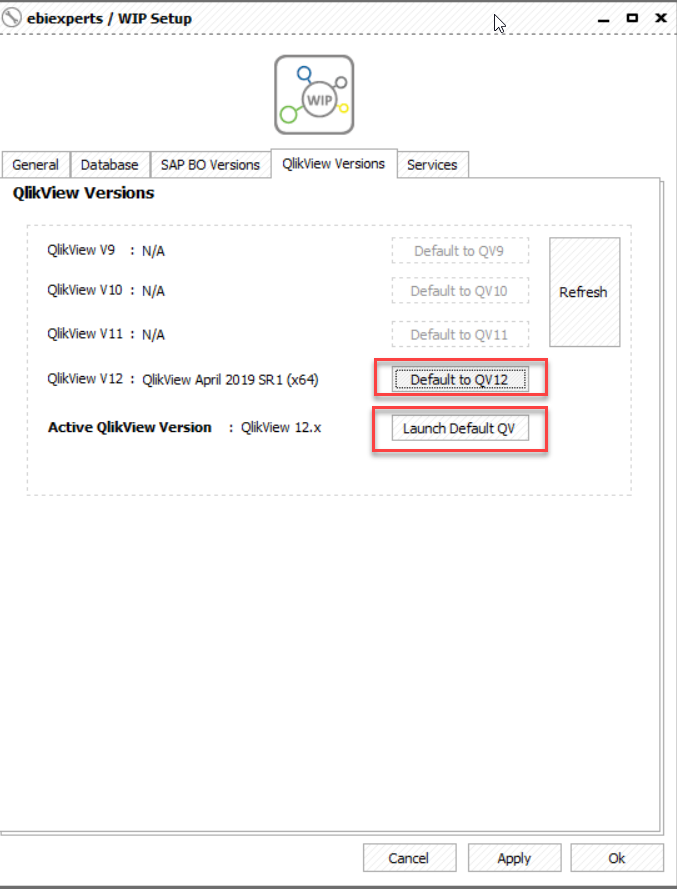 ebiexperts / WIP Setup
WIP
General Database SAP BO Versions QlikView Versions Services
QlikView Versions
QlikView V9 : N/A Default to QV9
QlikView V10 : N/A Default to QV10
Refresh
QlikView V11 : N/A Default to QV11
QlikView V12 : QlikView April 2019 SR1 (x64) Default to QV12
Active QlikView Version : QlikView 12.x Launch Default QV
Cancel Apply Ok